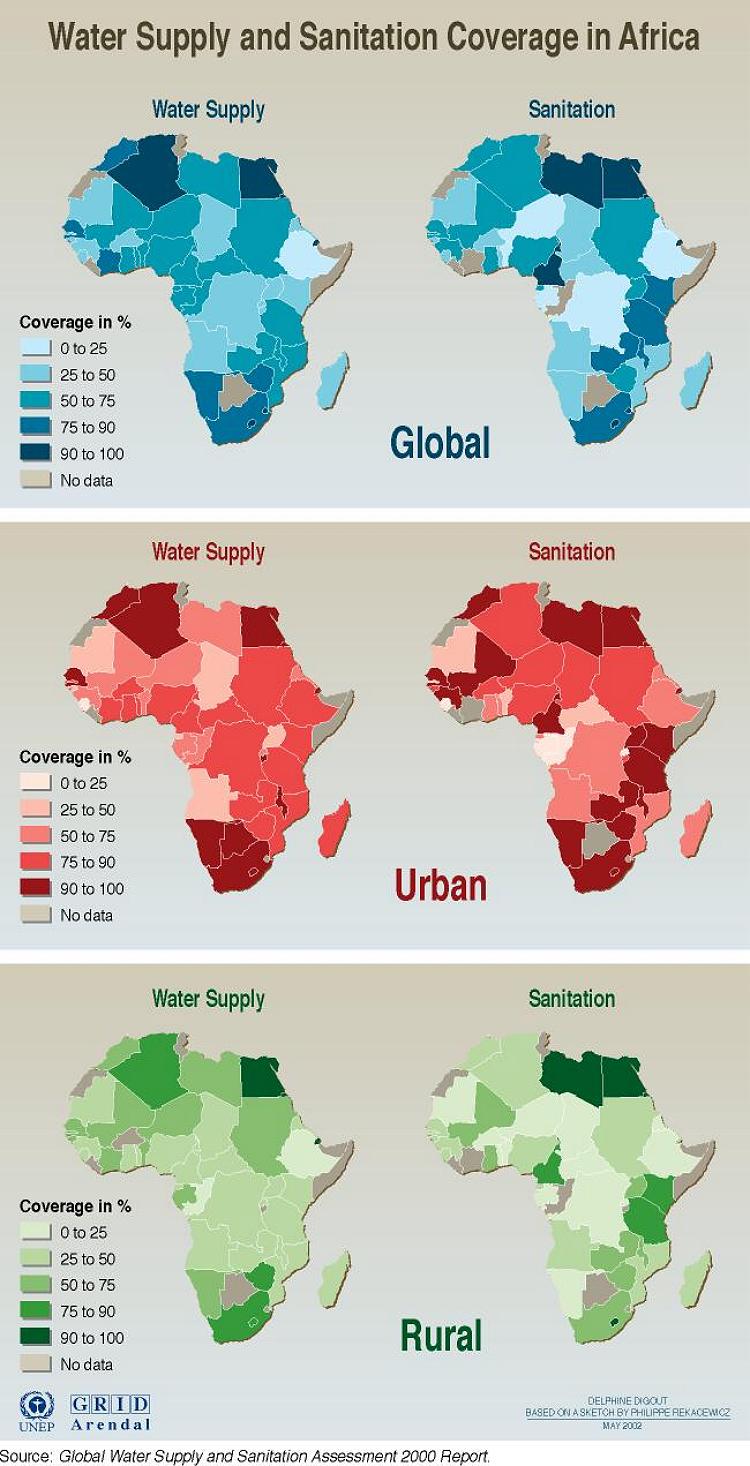 Water Supply and Sanitation Coverage in Africa
Water Supply
Sanitation
Coverage in %
0 to 25
25 to 50
50 to 75
75 to 90
90 to 100
No data
Global
Water Supply
Sanitation
Coverage in %
0 to 25
25 to 50
50 to 75
75 to 90
90 to 100
No data
Urban
Water Supply
Sanitation
Coverage in %
0 to 25
25 to 50
50 to 75
75 to 90
90 to 100
No data
Rural
UNEP
GRID
Arendal
DELPHINE DIGOUT
BASED ON A SKETCH BY PHILIPPE REKACEWICZ
MAY 2002
Source: Global Water Supply and Sanitation Assessment 2000 Report.